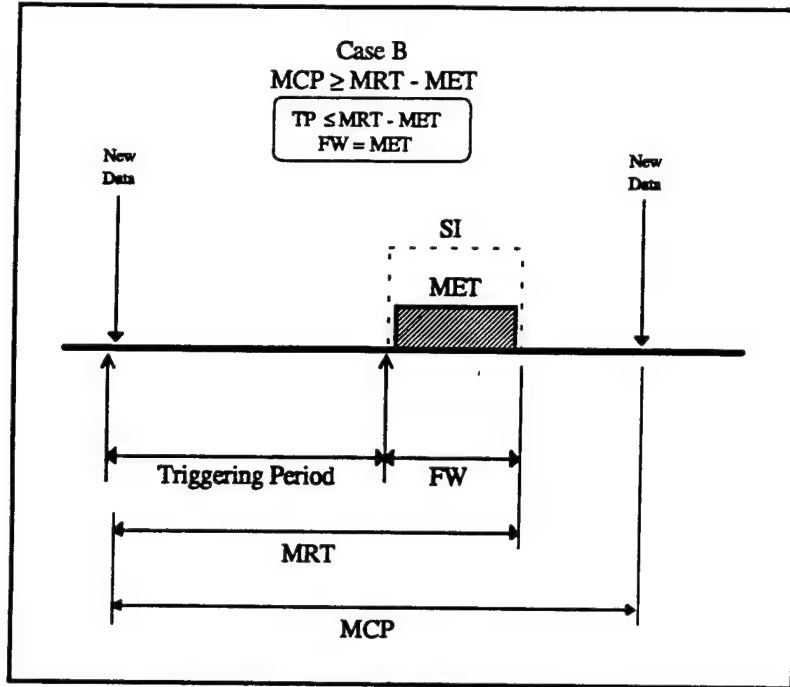 Case B
MCP ≥ MRT - MET
TP ≤ MRT - MET
FW = MET
New
Data
New
Data
SI
MET
Triggering Period
FW
MRT
MCP